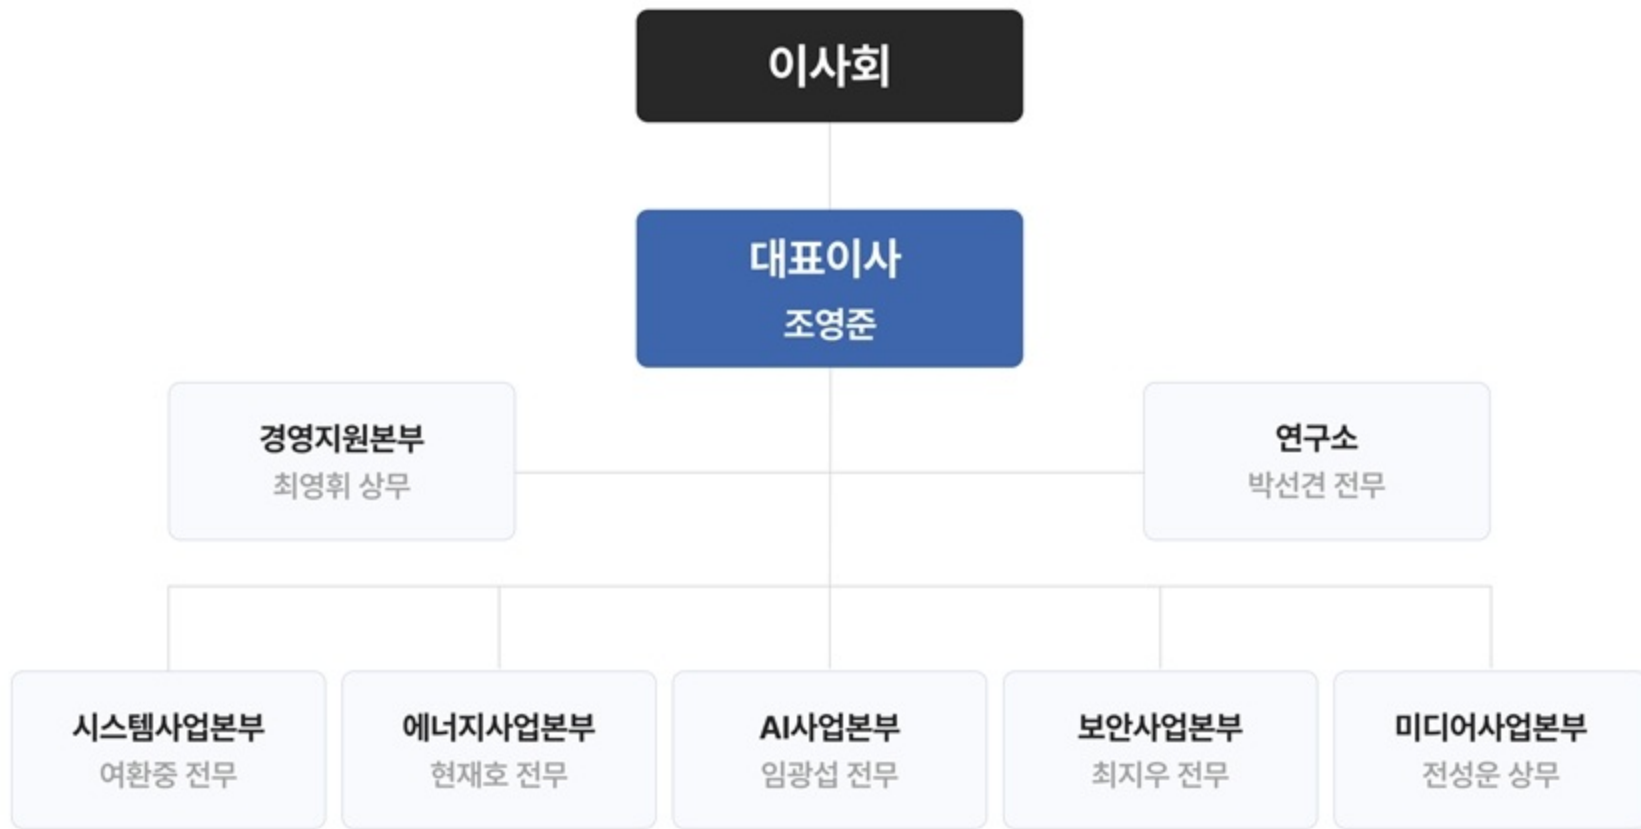 이사회
대표이사
조영준
경영지원본부
최영휘 상무
연구소
박선견 전무
시스템사업본부
여환중 전무
에너지사업본부
현재호 전무
AI사업본부
임광섭 전무
보안사업본부
최지우 전무
미디어사업본부
전성운 상무